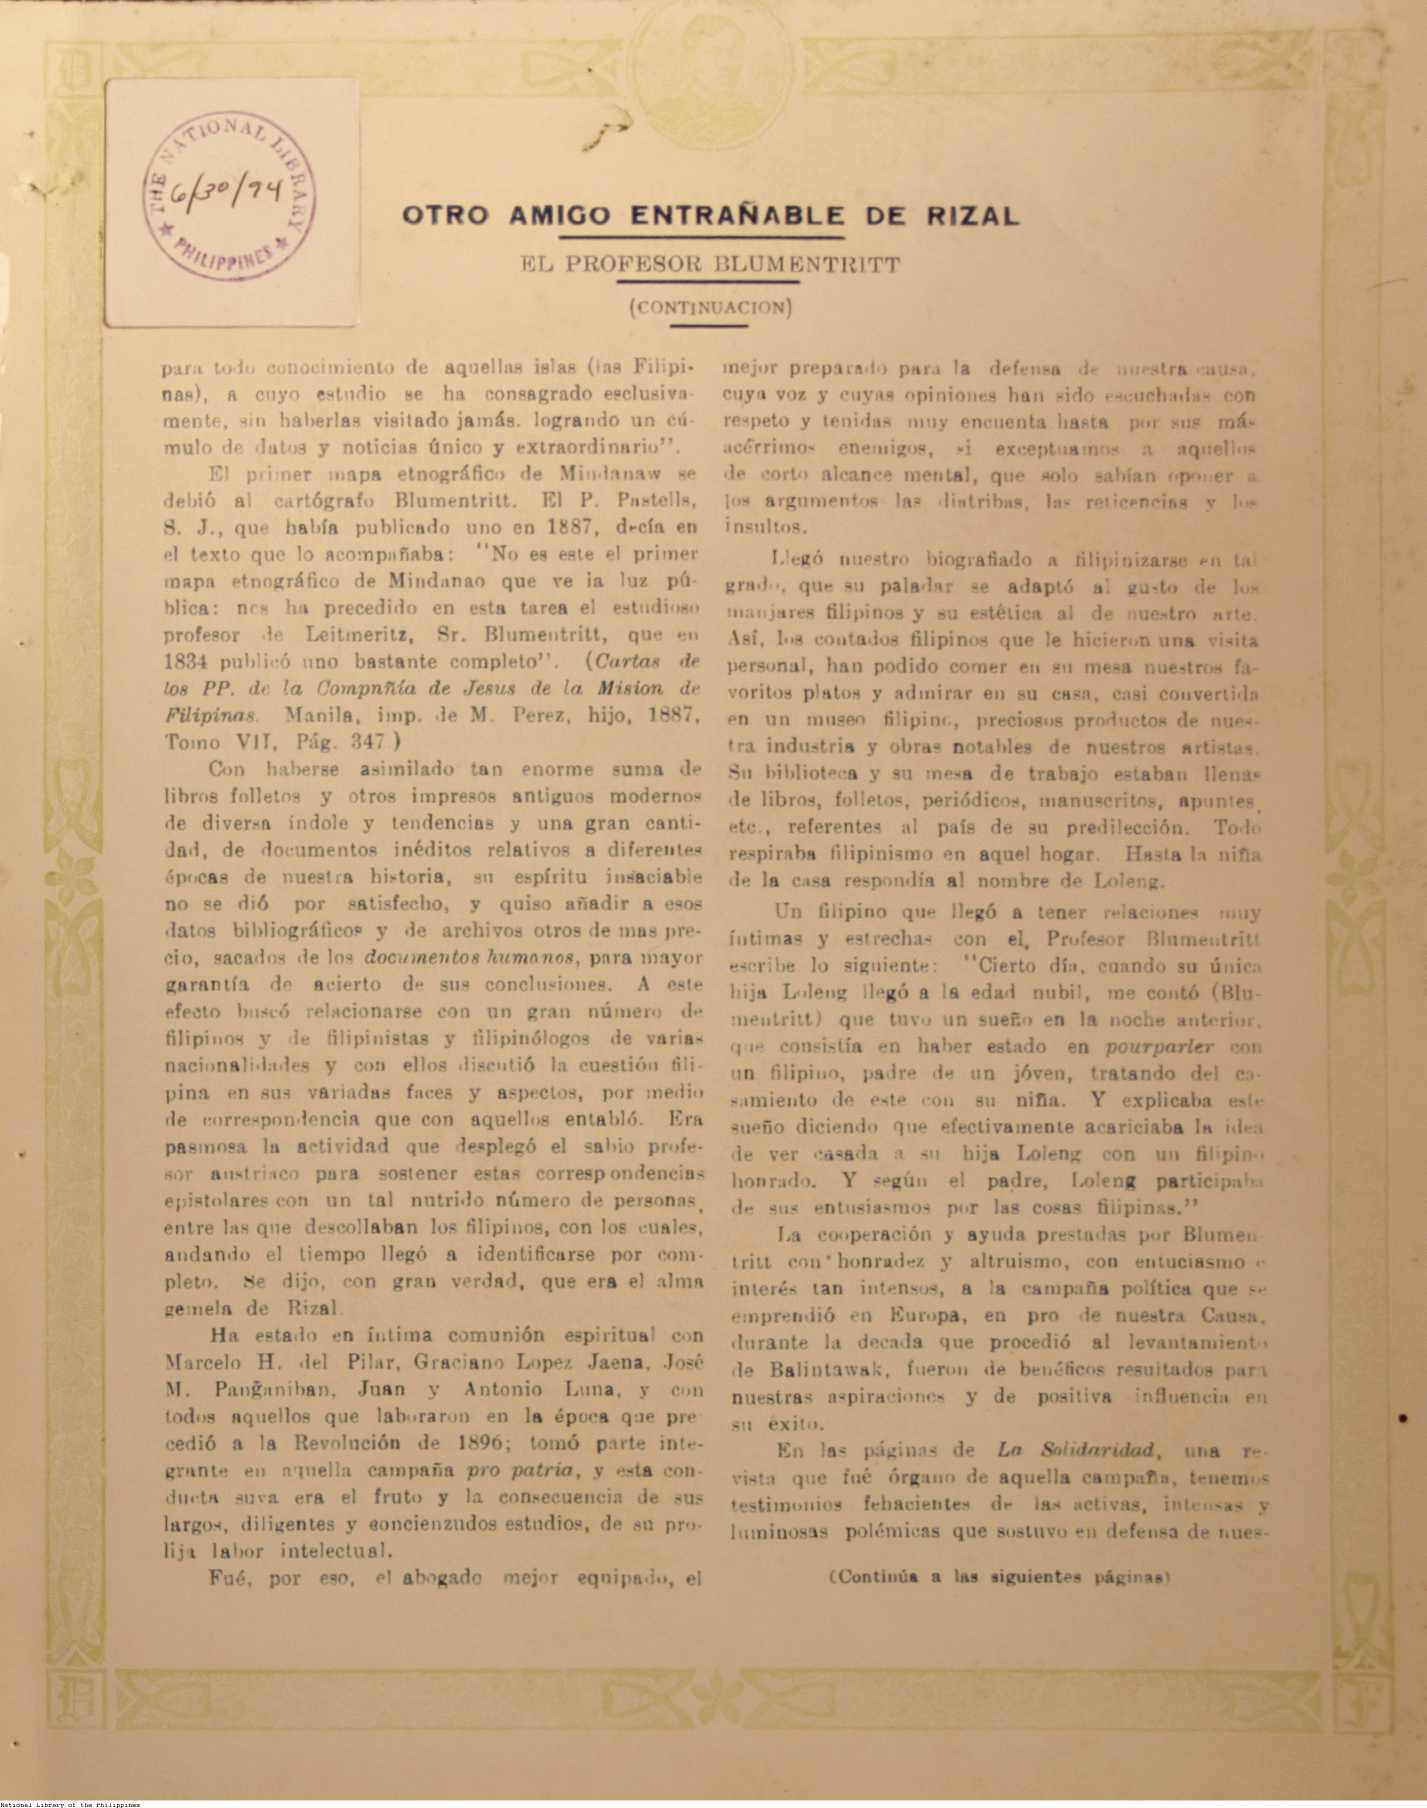 THE NATIONAL LIBRARY
6/30/94
PHILIPPINES
OTRO AMIGO ENTRAÑABLE DE RIZAL
EL PROFESOR BLUMENTRITT
(CONTINUACION)
para todo conocimiento de aquellas islas (las Filipi-
nas), a cuyo estudio se ha consagrado esclusiva-
mente, sin haberlas visitado jamás. logrando un cú-
mulo de datos y noticias único y extraordinario".
El primer mapa etnográfico de Mindanaw se
debió al cartógrafo Blumentritt. El P. Pastells,
S. J., que había publicado uno en 1887, decía en
el texto que lo acompañaba: "No es este el primer
mapa etnográfico de Mindanao que ve la luz pú-
blica: nos ha precedido en esta tarea el estudioso
profesor de Leitmeritz, Sr. Blumentritt, que en
1834 publicó uno bastante completo". (Cartas de
los PP. de la Compññía de Jesus de la Mision de
Filipinas. Manila, imp. de M. Perez, hijo, 1887,
Tomo VII, Pág. 347)
Con haberse asimilado tan enorme suma de
libros folletos y otros impresos antiguos modernos
de diversa índole y tendencias y una gran canti-
dad, de documentos inéditos relativos a diferentes
épocas de nuestra historia, su espíritu insaciable
no se dió por satisfecho, y quiso añadir a esos
datos bibliográficos y de archivos otros de mas pre-
cio, sacados de los documentos humanos, para mayor
garantía de acierto de sus conclusiones. A este
efecto buscó relacionarse con un gran número de
filipinos y de filipinistas y filipinólogos de varias
nacionalidades y con ellos discutió la cuestión fili-
pina en sus variadas faces y aspectos, por medio
de correspondencia que con aquellos entabló. Era
pasmosa la actividad que desplegó el sabio profe-
sor austriaco para sostener estas correspondencias
epistolares con un tal nutrido número de personas,
entre las que descollaban los filipinos, con los cuales,
andando el tiempo llegó a identificarse por com-
pleto. Se dijo, con gran verdad, que era el alma
gemela de Rizal.
Ha estado en íntima comunión espiritual con
Marcelo H. del Pilar, Graciano Lopez Jaena, José
M. Pangãniban, Juan y Antonio Luna, y con
todos aquellos que laboraron en la época que pre
cedió a la Revolución de 1896; tomó parte inte-
grante en aquella campaña pro patria, y esta con-
ducta suya era el fruto y la consecuencia de sus
largos, diligentes y concienzudos estudios, de su pro-
lija labor intelectual.
Fué, por eso, el abogado mejor equipado, el
mejor preparado para la defensa de nuestra causa,
cuya voz y cuyas opiniones han sido escuchadas con
respeto y tenidas muy encuenta hasta por sus más
acérrimos enemigos, si exceptuamos a aquellos
de corto alcance mental, que solo sabían oponer a
los argumentos las diatribas, las reticencias y los
insultos.
Llegó nuestro biografiado a filipinizarse en tal
grado, que su paladar se adaptó al gusto de los
manjares filipinos y su estética al de nuestro arte.
Así, los contados filipinos que le hicieron una visita
personal, han podido comer en su mesa nuestros fa-
voritos platos y admirar en su casa, casi convertida
en un museo filipino, preciosos productos de nues-
tra industria y obras notables de nuestros artistas.
Su biblioteca y su mesa de trabajo estaban llenas
de libros, folletos, periódicos, manuscritos, apuntes,
etc., referentes al país de su predilección. Todo
respiraba filipinismo en aquel hogar. Hasta la niña
de la casa respondía al nombre de Loleng.
Un filipino que llegó a tener relaciones muy
íntimas y estrechas con el, Profesor Blumentritt
escribe lo siguiente: "Cierto día, cuando su única
hija Loleng llegó a la edad nubil, me contó (Blu-
mentritt) que tuvo un sueño en la noche anterior,
que consistía en haber estado en pourparler con
un filipino, padre de un jóven, tratando del ca-
samiento de este con su niña. Y explicaba este
sueño diciendo que efectivamente acariciaba la idea
de ver casada a su hija Loleng con un filipino
honrado. Y según el padre, Loleng participaba
de sus entusiasmos por las cosas filipinas."
La cooperación y ayuda prestadas por Blumen
tritt con honradez y altruismo, con entuciasmo e
interés tan intensos, a la campaña política que se
emprendió en Europa, en pro de nuestra Causa,
durante la decada que procedió al levantamiento
de Balintawak, fueron de benéficos resultados para
nuestras aspiraciones y de positiva influencia en
su éxito.
En las páginas de La Solidaridad, una re-
vista que fué órgano de aquella campaña, tenemos
testimonios fehacientes de las activas, intensas y
luminosas polémicas que sostuvo en defensa de nues-
(Continúa a las siguientes páginas)
National Library of the Philippines